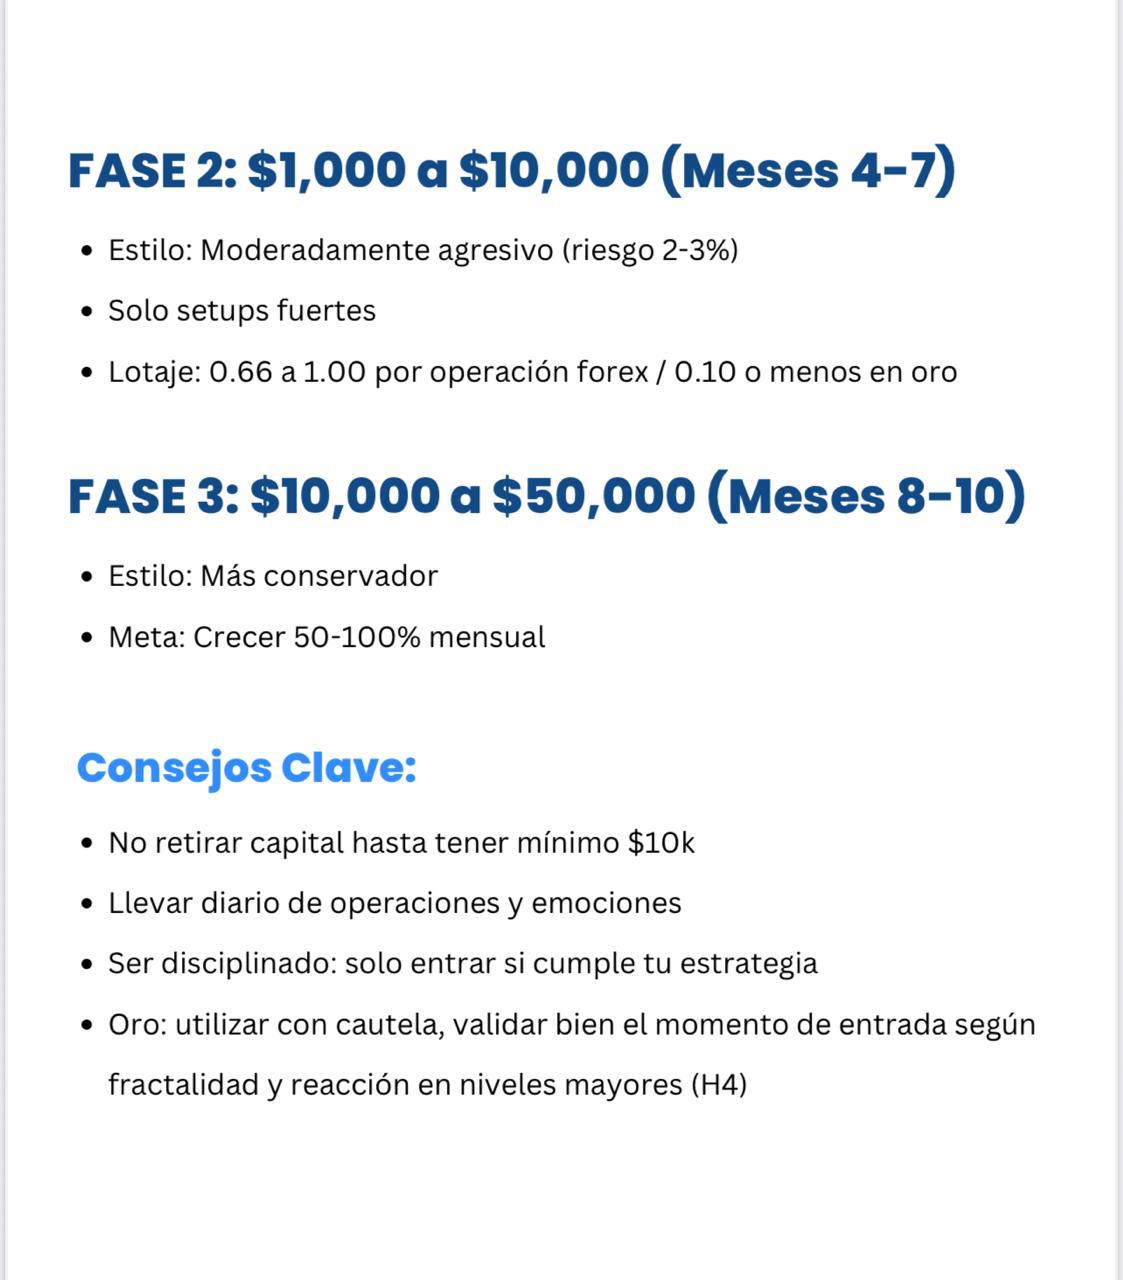 FASE 2: $1,000 a $10,000 (Meses 4-7)
• Estilo: Moderadamente agresivo (riesgo 2-3%)
• Solo setups fuertes
• Lotaje: 0.66 a 1.00 por operación forex / 0.10 o menos en oro
FASE 3: $10,000 a $50,000 (Meses 8-10)
• Estilo: Más conservador
• Meta: Crecer 50-100% mensual
Consejos Clave:
• No retirar capital hasta tener mínimo $10k
• Llevar diario de operaciones y emociones
• Ser disciplinado: solo entrar si cumple tu estrategia
• Oro: utilizar con cautela, validar bien el momento de entrada según
fractalidad y reacción en niveles mayores (H4)